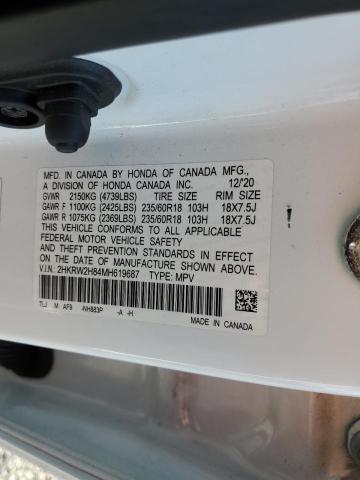 MFD. IN CANADA BY HONDA OF CANADA MFG.,
A DIVISION OF HONDA CANADA INC. 12/'20
GVWR 2150KG (4739LBS) TIRE SIZE RIM SIZE
GAWR F 1100KG (2425LBS) 235/60R18 103H 18X7.5J
GAWR R 1075KG (2369LBS) 235/60R18 103H 18X7.5J
THIS VEHICLE CONFORMS TO ALL APPLICABLE
FEDERAL MOTOR VEHICLE SAFETY
AND THEFT PREVENTION STANDARDS IN EFFECT
ON THE DATE OF MANUFACTURE SHOWN ABOVE.
V.I.N.: 2HKRW2H84MH619687 TYPE: MPV
TLJ M AF9 -NH883P -A -H
MADE IN CANADA